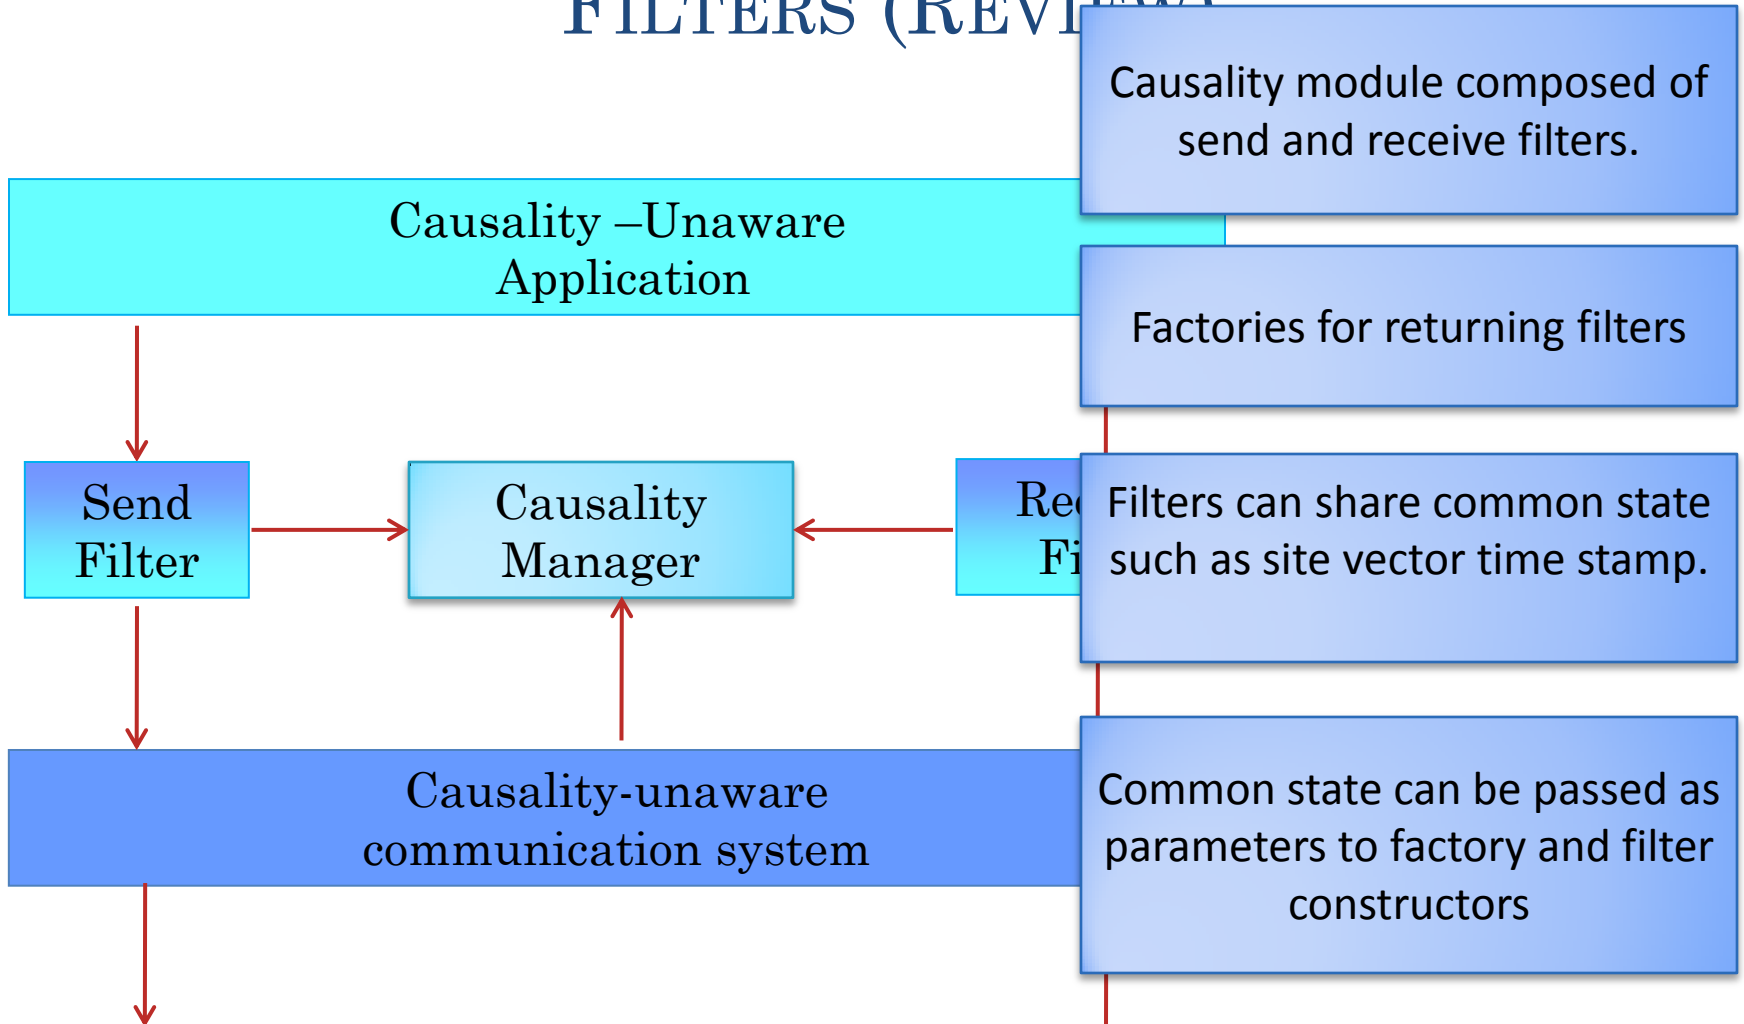 FILTERS
Causality module composed of
send and receive filters.
Causality –Unaware
Application
Factories for returning filters
Send
Filter
Causality
Manager
Filters can share common state
such as site vector time stamp.
Causality-unaware
communication system
Common state can be passed as
parameters to factory and filter
constructors